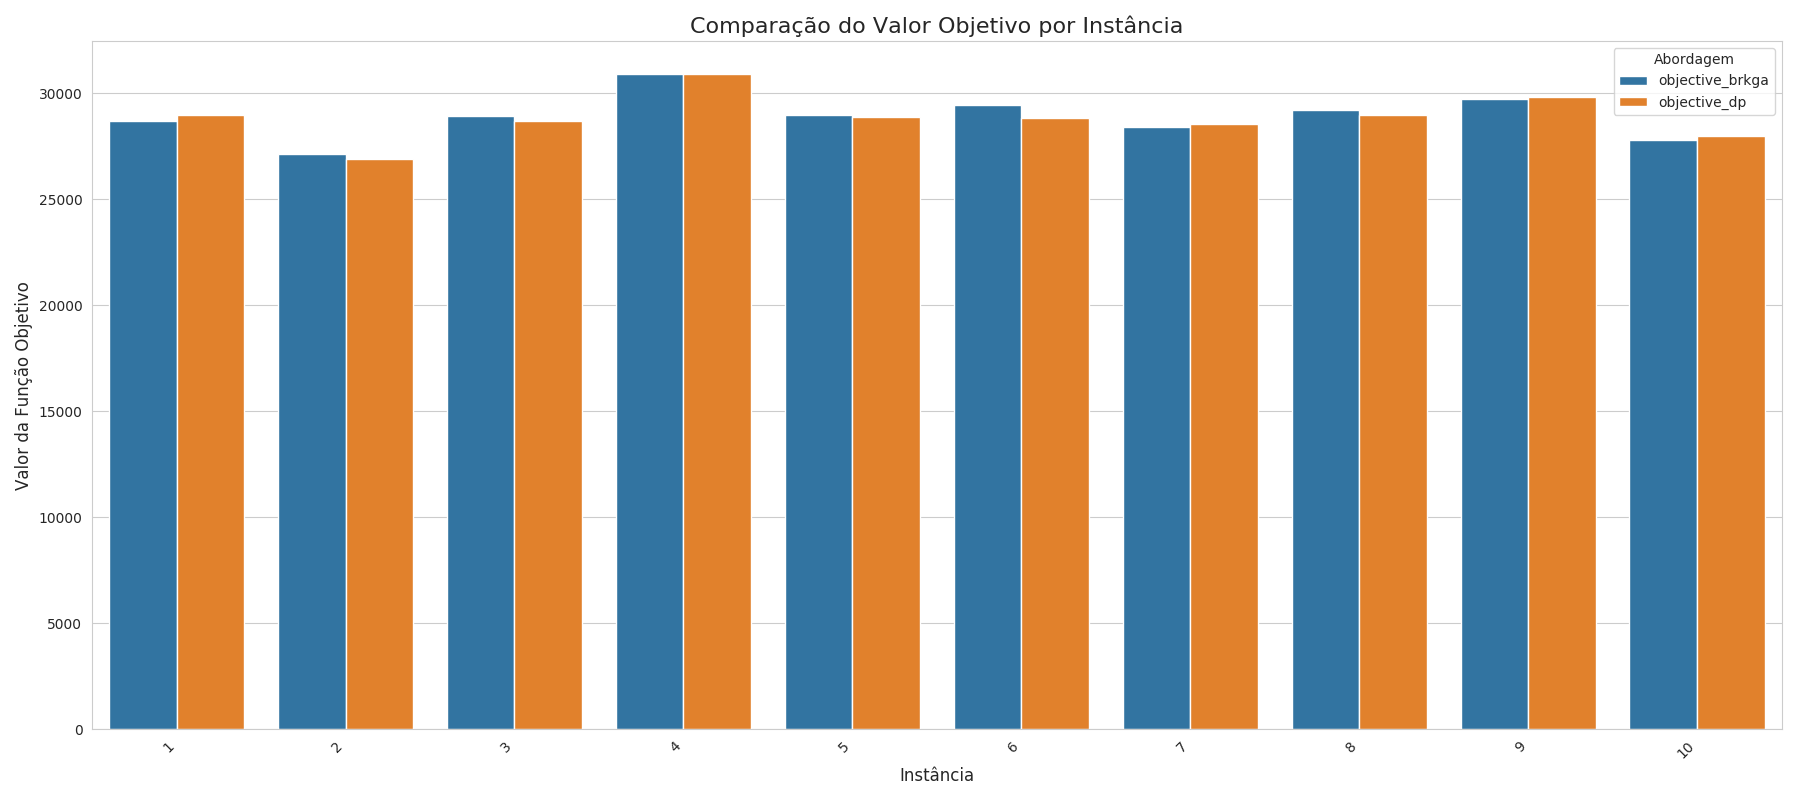 Comparação do Valor Objetivo por Instância
Abordagem
objective_brkga
objective_dp
Valor da Função Objetivo
30000
25000
20000
15000
10000
5000
0
1 2 3 4 5 6 7 8 9 10
Instância